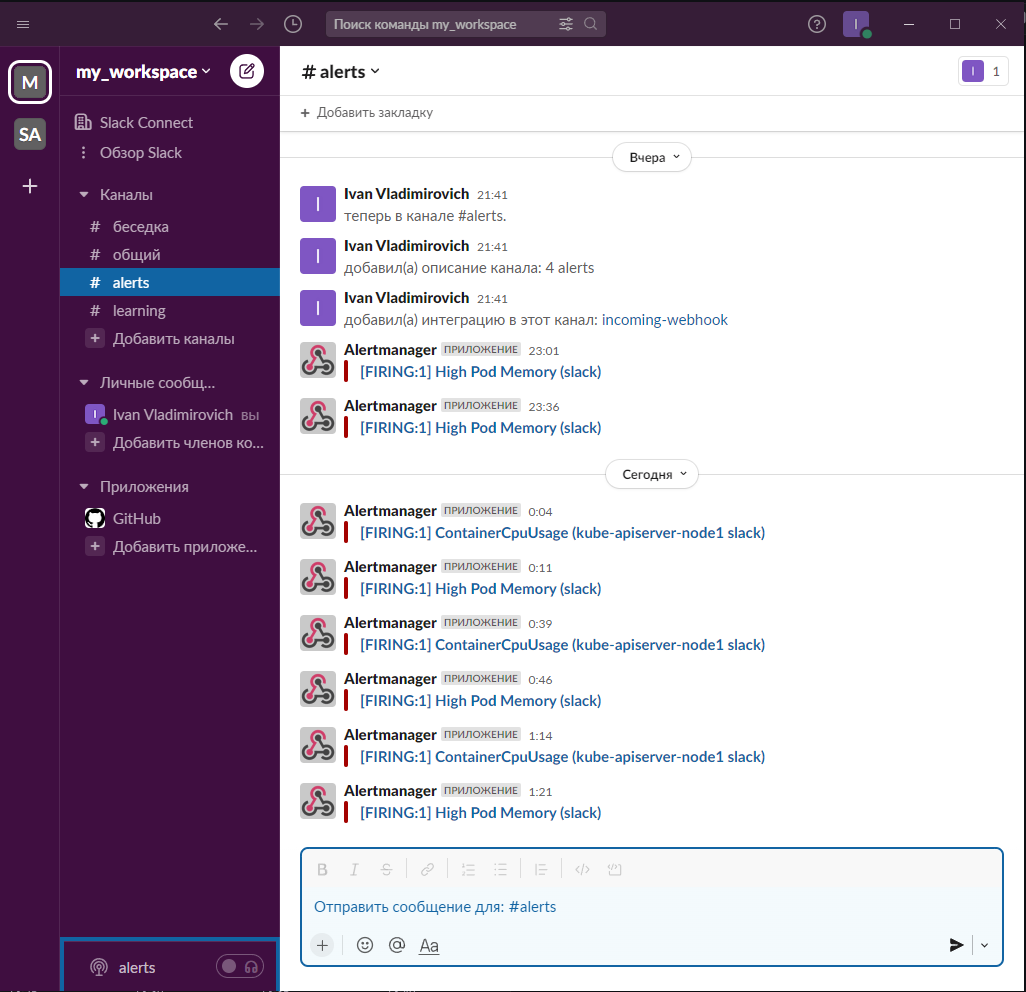 Поиск команды my_workspace
?
I
M
my_workspace
# alerts
I 1
SA
+
Slack Connect
Обзор Slack
+ Добавить закладку
Каналы
# беседка
# общий
# alerts
# learning
+ Добавить каналы
Личные сообщ...
I Ivan Vladimirovich вы
+ Добавить членов ко...
Приложения
GitHub
+ Добавить приложе...
alerts
Вчера
I
Ivan Vladimirovich 21:41
теперь в канале #alerts.
I
Ivan Vladimirovich 21:41
добавил(а) описание канала: 4 alerts
I
Ivan Vladimirovich 21:41
добавил(а) интеграцию в этот канал: incoming-webhook
Alertmanager ПРИЛОЖЕНИЕ 23:01
[FIRING:1] High Pod Memory (slack)
Alertmanager ПРИЛОЖЕНИЕ 23:36
[FIRING:1] High Pod Memory (slack)
Сегодня
Alertmanager ПРИЛОЖЕНИЕ 0:04
[FIRING:1] ContainerCpuUsage (kube-apiserver-node1 slack)
Alertmanager ПРИЛОЖЕНИЕ 0:11
[FIRING:1] High Pod Memory (slack)
Alertmanager ПРИЛОЖЕНИЕ 0:39
[FIRING:1] ContainerCpuUsage (kube-apiserver-node1 slack)
Alertmanager ПРИЛОЖЕНИЕ 0:46
[FIRING:1] High Pod Memory (slack)
Alertmanager ПРИЛОЖЕНИЕ 1:14
[FIRING:1] ContainerCpuUsage (kube-apiserver-node1 slack)
Alertmanager ПРИЛОЖЕНИЕ 1:21
[FIRING:1] High Pod Memory (slack)
B I S
Отправить сообщение для: #alerts
+ @ Aa